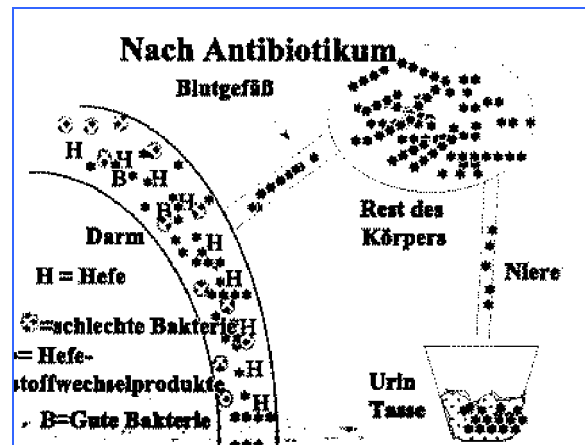 Nach Antibiotikum
Blutgefäß
H
H
B
H
H
B
H
H
H
H
H
H
Darm
Rest des
Körpers
Niere
H = Hefe
=schlechte Bakterie
= Hefe-
stoffwechselprodukte
B=Gute Bakterie
Urin
Tasse